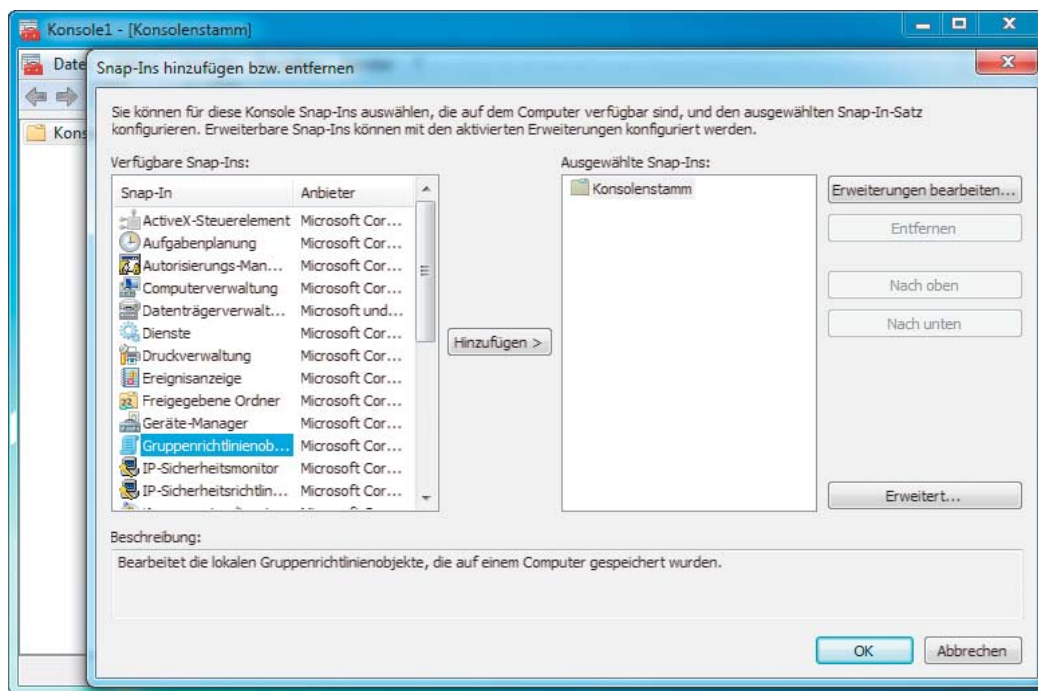 Konsole1 - [Konsolenstamm]
Date
Snap-Ins hinzufügen bzw. entfernen
Kons
Sie können für diese Konsole Snap-Ins auswählen, die auf dem Computer verfügbar sind, und den ausgewählten Snap-In-Satz
konfigurieren. Erweiterbare Snap-Ins können mit den aktivierten Erweiterungen konfiguriert werden.
Verfügbare Snap-Ins:
Snap-In Anbieter
ActiveX-Steuerelement Microsoft Cor...
Aufgabenplanung Microsoft Cor...
Autorisierungs-Man... Microsoft Cor...
Computerverwaltung Microsoft Cor...
Datenträgerverwalt... Microsoft und...
Dienste Microsoft Cor...
Druckverwaltung Microsoft Cor...
Ereignisanzeige Microsoft Cor...
Freigegebene Ordner Microsoft Cor...
Geräte-Manager Microsoft Cor...
Gruppenrichtlinienob... Microsoft Cor...
IP-Sicherheitsmonitor Microsoft Cor...
IP-Sicherheitsrichtlin... Microsoft Cor...
Hinzufügen >
Ausgewählte Snap-Ins:
Konsolenstamm
Erweiterungen bearbeiten...
Entfernen
Nach oben
Nach unten
Erweitert...
Beschreibung:
Bearbeitet die lokalen Gruppenrichtlinienobjekte, die auf einem Computer gespeichert wurden.
OK
Abbrechen